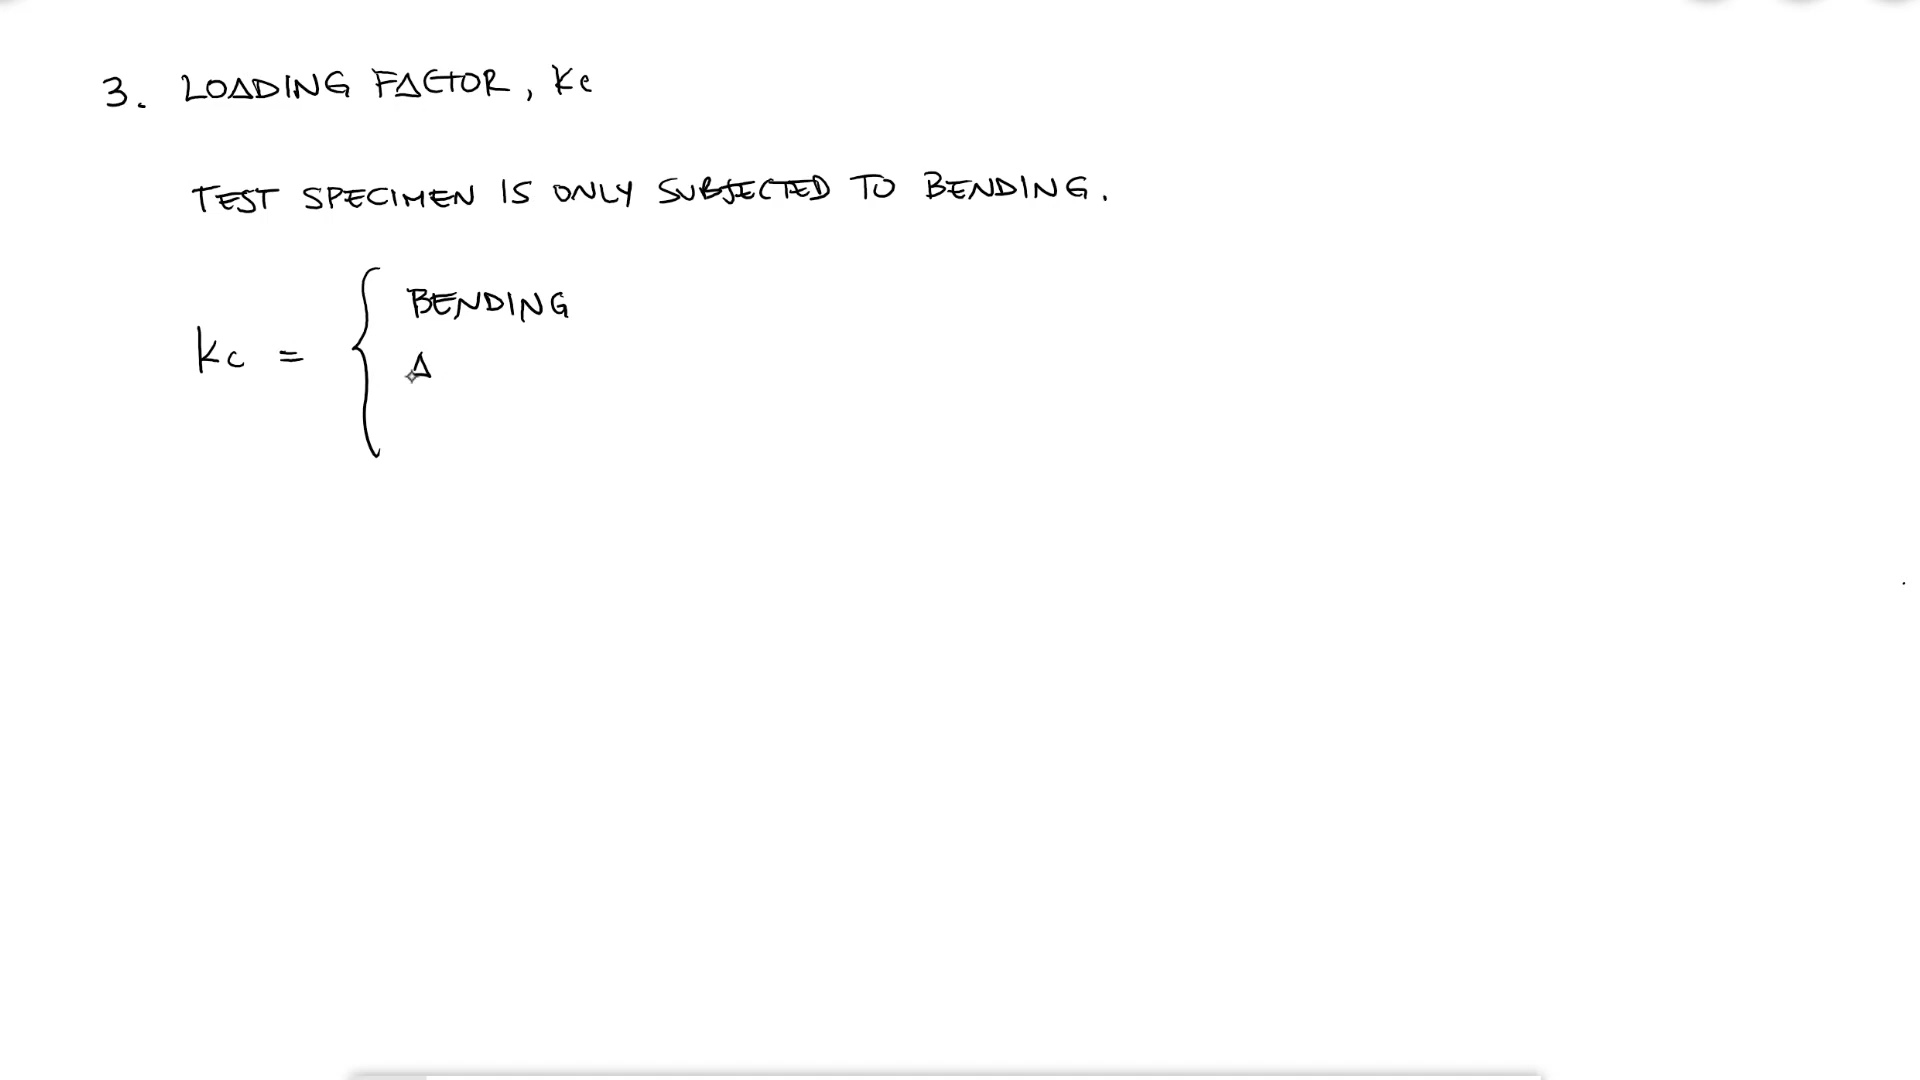 3. LOADING FACTOR, Kc
TEST SPECIMEN IS ONLY SUBJECTED TO BENDING.
BENDING
Kc =
A